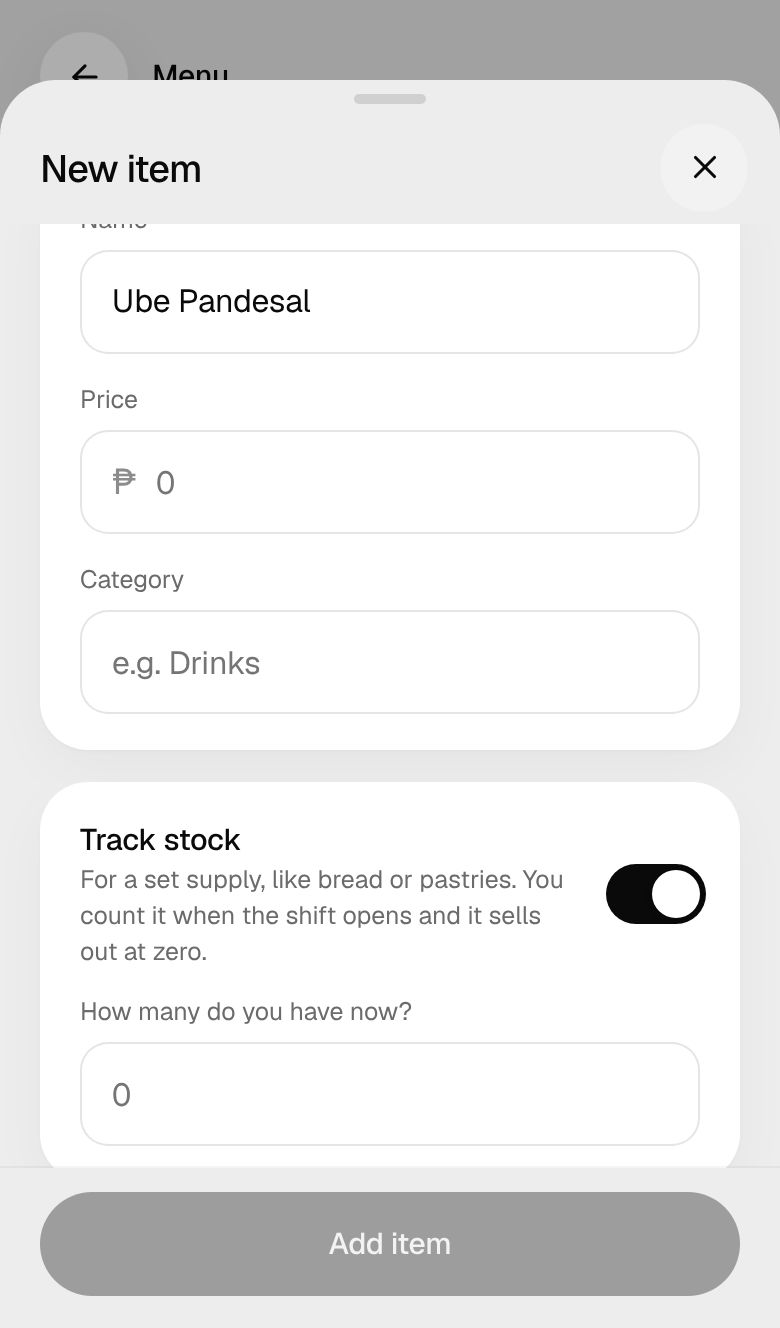 Menu
New item
Name
Ube Pandesal
Price
₱ 0
Category
e.g. Drinks
Track stock
For a set supply, like bread or pastries. You
count it when the shift opens and it sells
out at zero.
How many do you have now?
0
Add item